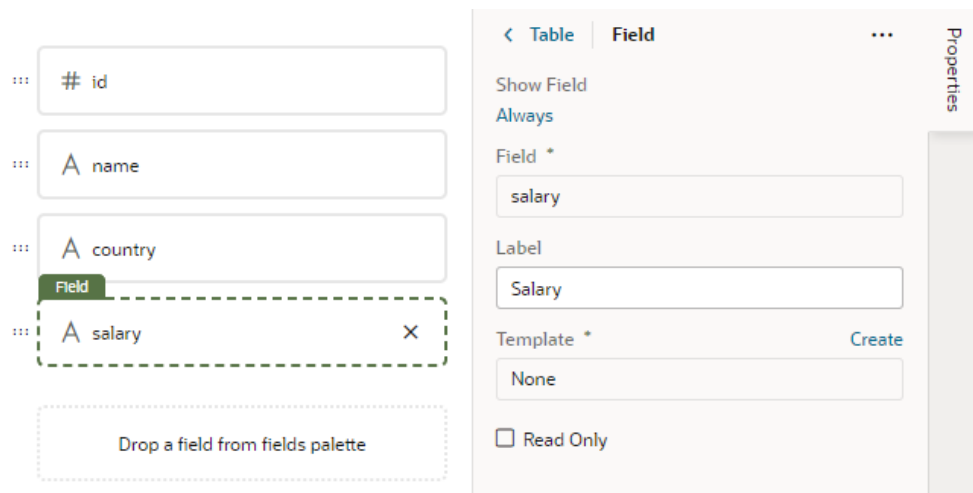 # id
A name
A country
Field
A salary
Drop a field from fields palette
Table
Field
Show Field
Always
Field *
salary
Label
Salary
Template *
Create
None
Read Only
Properties